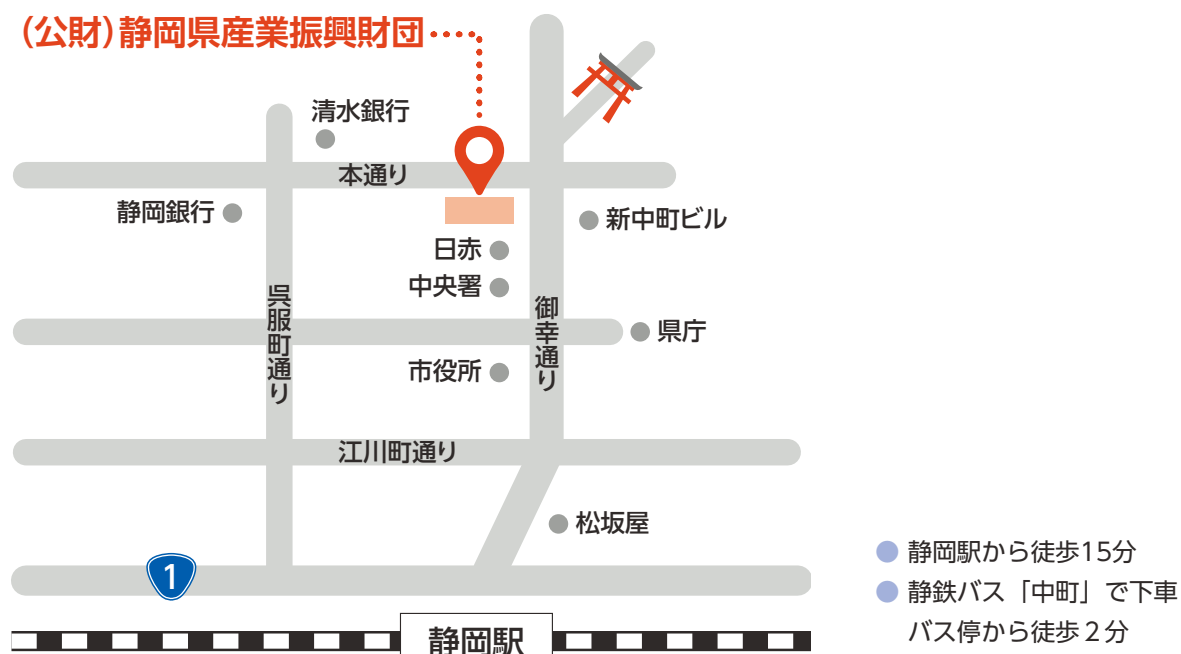 (公財)静岡県産業振興財団
清水銀行
本通り
静岡銀行
新中町ビル
日赤
中央署
呉服町通り
御幸通り
県庁
市役所
江川町通り
松坂屋
1
静岡駅
静岡駅から徒歩15分
静鉄バス「中町」で下車
バス停から徒歩2分